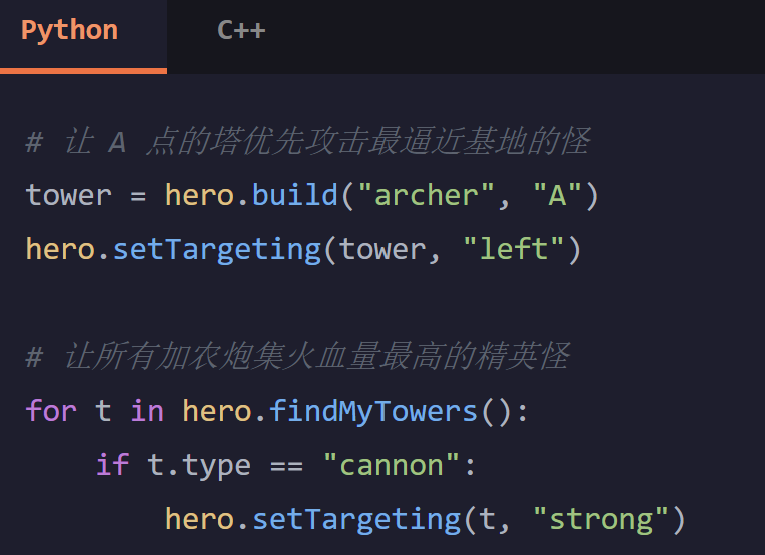 Python C++
# 让 A 点的塔优先攻击最逼近基地的怪
tower = hero.build("archer", "A")
hero.setTargeting(tower, "left")
# 让所有加农炮集火血量最高的精英怪
for t in hero.findMyTowers():
    if t.type == "cannon":
        hero.setTargeting(t, "strong")